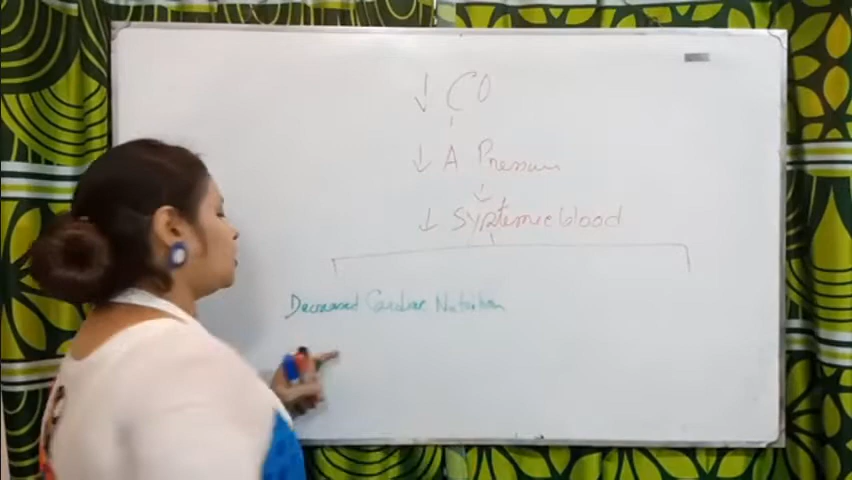 ↓ CO
↓ A Pressure
↓ Systemic blood
Decreased Cardiac Nutrition